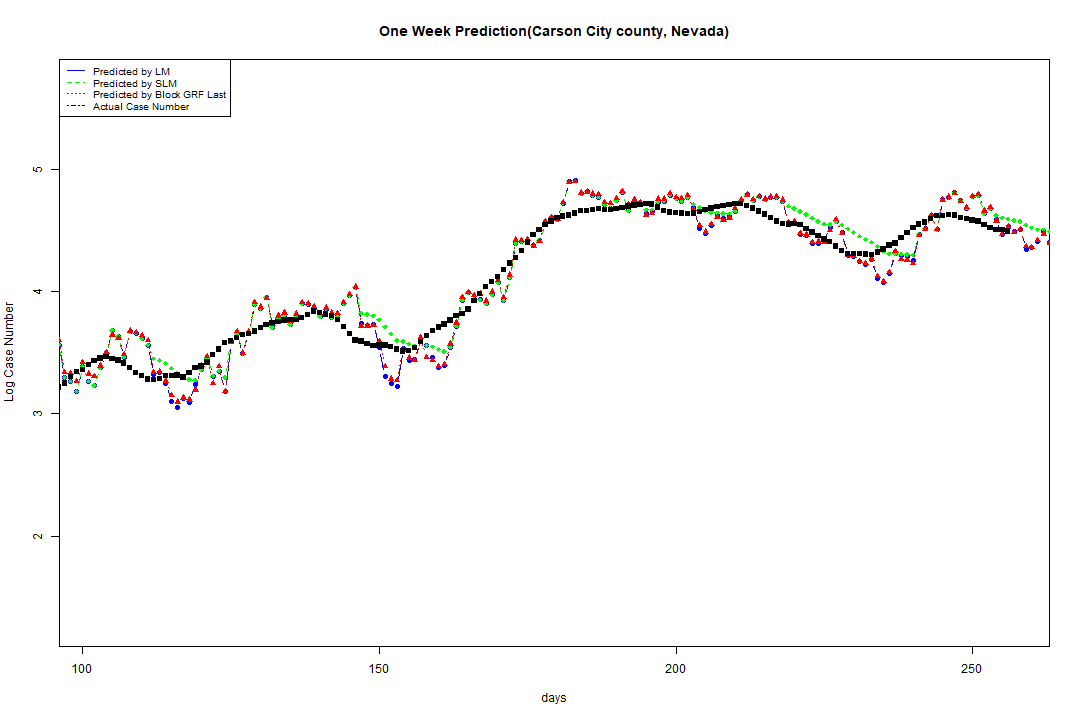 One Week Prediction(Carson City county, Nevada)
Predicted by LM
Predicted by SLM
Predicted by Block GRF Last
Actual Case Number
5
4
3
2
Log Case Number
100 150 200 250
days